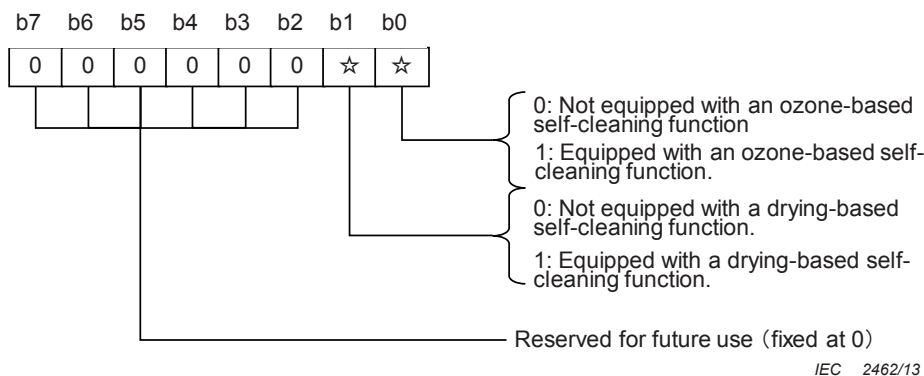 b7 b6 b5 b4 b3 b2 b1 b0
0 0 0 0 0 0 ☆ ☆
0: Not equipped with an ozone-based
self-cleaning function
1: Equipped with an ozone-based self-
cleaning function.
0: Not equipped with a drying-based
self-cleaning function.
1: Equipped with a drying-based self-
cleaning function.
Reserved for future use（fixed at 0）
IEC 2462/13